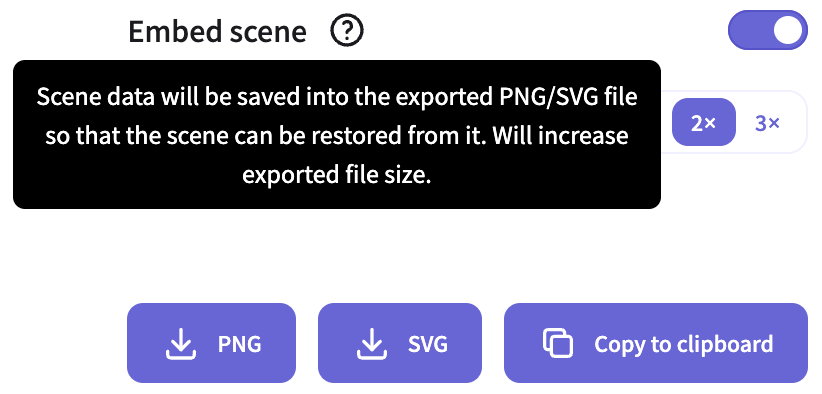 Embed scene
Scene data will be saved into the exported PNG/SVG file
so that the scene can be restored from it. Will increase
exported file size.
2×
3×
PNG
SVG
Copy to clipboard